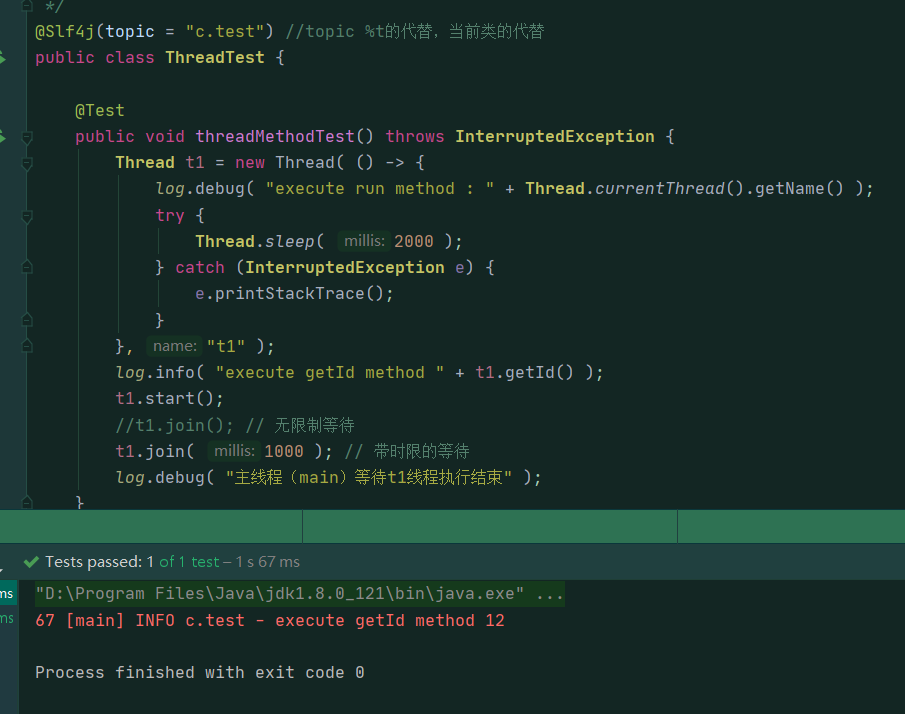 */
@Slf4j(topic = "c.test") //topic %t的代替，当前类的代替
public class ThreadTest {
@Test
public void threadMethodTest() throws InterruptedException {
Thread t1 = new Thread( () -> {
log.debug( "execute run method : " + Thread.currentThread().getName() );
try {
Thread.sleep( millis: 2000 );
} catch (InterruptedException e) {
e.printStackTrace();
}
}, name: "t1" );
log.info( "execute getId method " + t1.getId() );
t1.start();
//t1.join(); // 无限制等待
t1.join( millis: 1000 ); // 带时限的等待
log.debug( "主线程（main）等待t1线程执行结束" );
}
Tests passed: 1 of 1 test – 1 s 67 ms
ms "D:\Program Files\Java\jdk1.8.0_121\bin\java.exe" ...
ms 67 [main] INFO c.test - execute getId method 12
Process finished with exit code 0